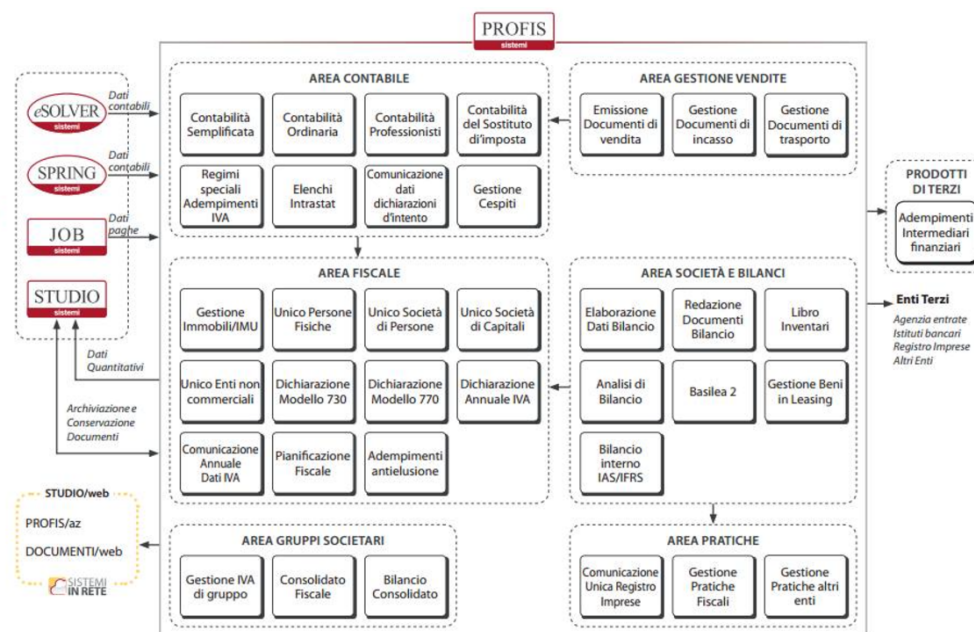 PROFIS
sistemi
eSOLVER
sistemi
Dati
contabili
SPRING
sistemi
Dati
contabili
JOB
sistemi
Dati
paghe
STUDIO
sistemi
Dati
Quantitativi
Archiviazione e
Conservazione
Documenti
STUDIO/web
PROFIS/az
DOCUMENTI/web
SISTEMI
IN RETE
AREA CONTABILE
Contabilità
Semplificata
Contabilità
Ordinaria
Contabilità
Professionisti
Contabilità
del Sostituto
d'imposta
Regimi
speciali
Adempimenti
IVA
Elenchi
Intrastat
Comunicazione
dati
dichiarazioni
d'intento
Gestione
Cespiti
AREA GESTIONE VENDITE
Emissione
Documenti di
vendita
Gestione
Documenti di
incasso
Gestione
Documenti di
trasporto
AREA FISCALE
Gestione
Immobili/IMU
Unico Persone
Fisiche
Unico Società
di Persone
Unico Società
di Capitali
Unico Enti non
commerciali
Dichiarazione
Modello 730
Dichiarazione
Modello 770
Dichiarazione
Annuale IVA
Comunicazione
Annuale
Dati IVA
Pianificazione
Fiscale
Adempimenti
antielusione
AREA SOCIETÀ E BILANCI
Elaborazione
Dati Bilancio
Redazione
Documenti
Bilancio
Libro
Inventari
Analisi di
Bilancio
Basilea 2
Gestione Beni
in Leasing
Bilancio
interno
IAS/IFRS
AREA GRUPPI SOCIETARI
Gestione IVA
di gruppo
Consolidato
Fiscale
Bilancio
Consolidato
AREA PRATICHE
Comunicazione
Unica Registro
Imprese
Gestione
Pratiche
Fiscali
Gestione
Pratiche altri
enti
PRODOTTI
DI TERZI
Adempimenti
Intermediari
finanziari
Enti Terzi
Agenzia entrate
Istituti bancari
Registro Imprese
Altri Enti